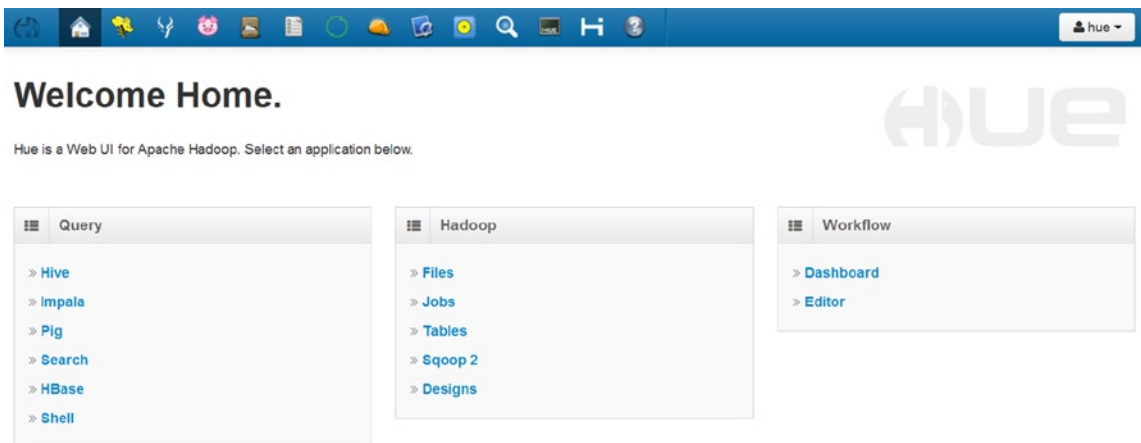 hue
Welcome Home.
HUE
Hue is a Web UI for Apache Hadoop. Select an application below.
Query
Hive
Impala
Pig
Search
HBase
Shell
Hadoop
Files
Jobs
Tables
Sqoop 2
Designs
Workflow
Dashboard
Editor